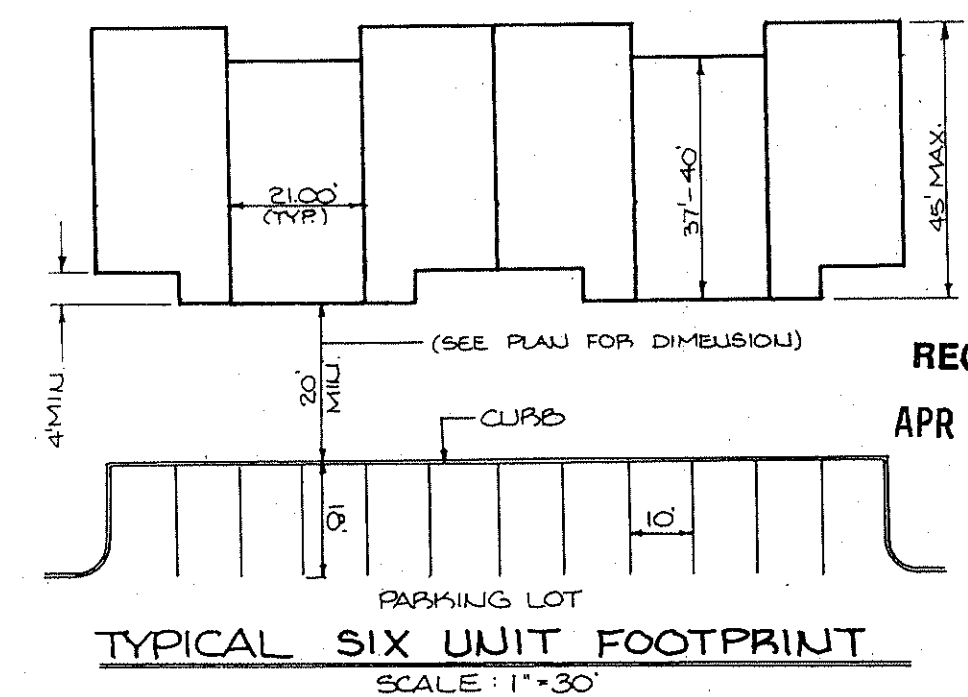 21.00'
(TYP.)
37'-40'
45' MAX.
4'MIN.
20'
MIN.
(SEE PLAN FOR DIMENSION)
REC
APR
CURB
18'
10'
PARKING LOT
TYPICAL SIX UNIT FOOTPRINT
SCALE: 1"=30'